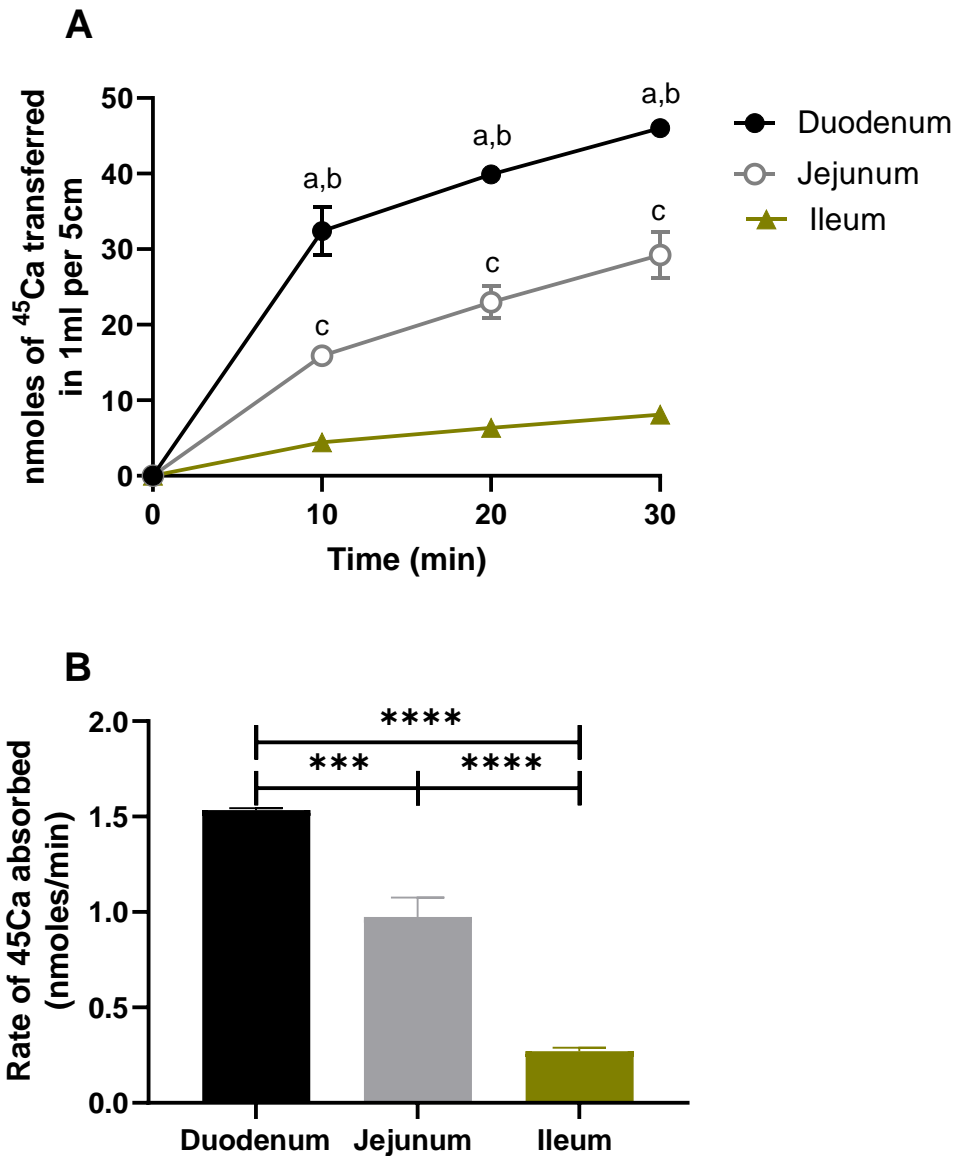 A
nmoles of ⁴⁵Ca transferred
in 1ml per 5cm
50
40
30
20
10
0
a,b
a,b
a,b
c
c
c
0 10 20 30
Time (min)
Duodenum
Jejunum
Ileum
B
Rate of 45Ca absorbed
(nmoles/min)
2.0
1.5
1.0
0.5
0.0
****
*** ****
Duodenum Jejunum Ileum